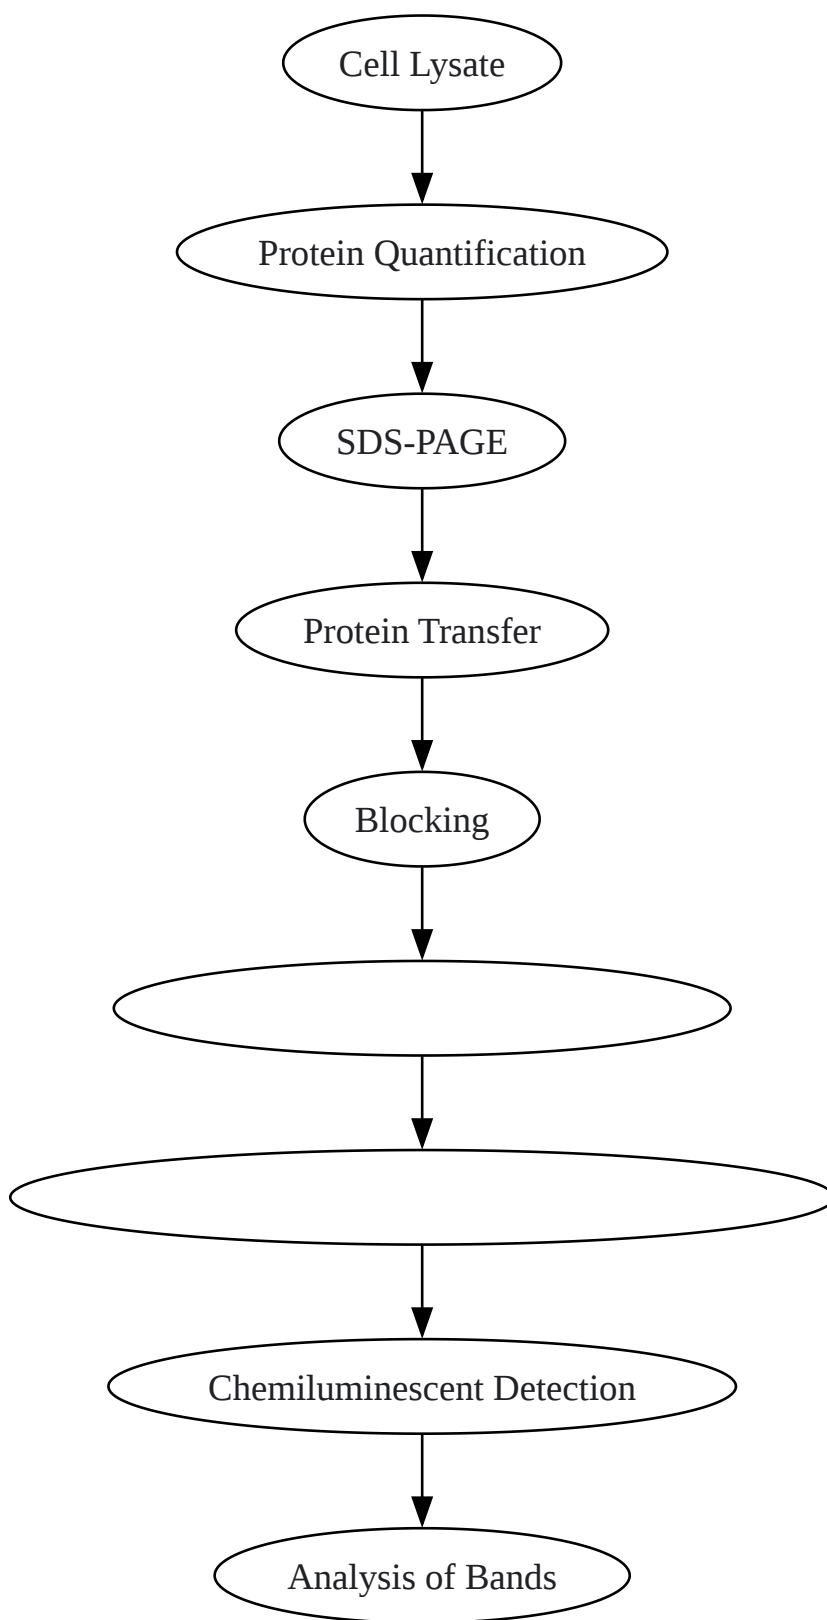 Cell Lysate
Protein Quantification
SDS-PAGE
Protein Transfer
Blocking
Chemiluminescent Detection
Analysis of Bands